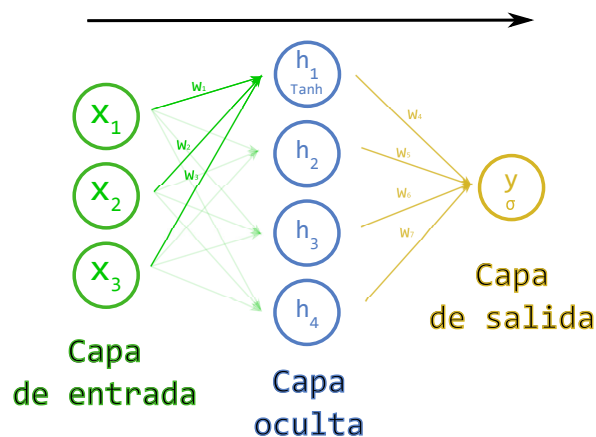 x1
x2
x3
Capa
de entrada
w1
w2
w3
h1
Tanh
h2
h3
h4
Capa
oculta
w4
w5
w6
w7
y
σ
Capa
de salida